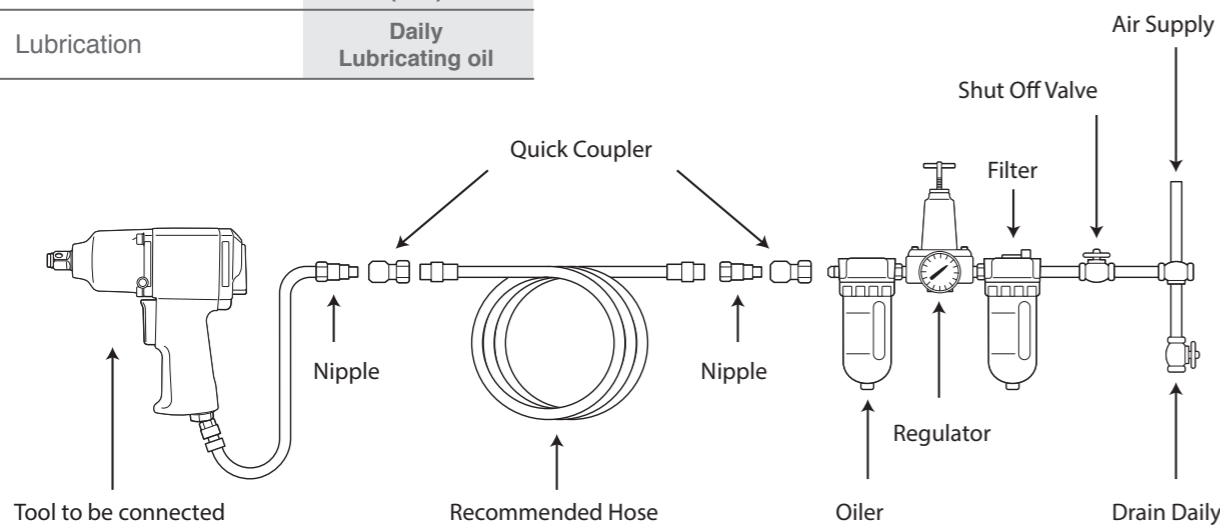 Lubrication
Daily
Lubricating oil
Air Supply
Shut Off Valve
Quick Coupler
Filter
Nipple
Nipple
Regulator
Tool to be connected
Recommended Hose
Oiler
Drain Daily